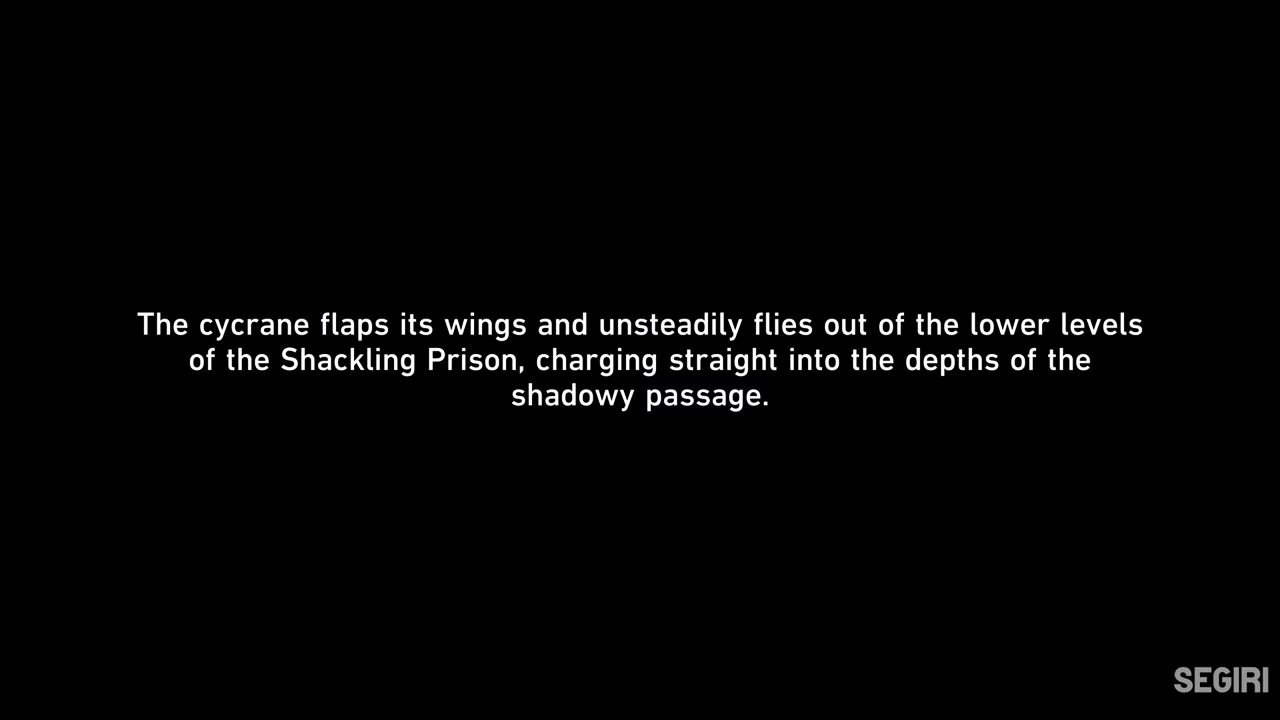 The cycrane flaps its wings and unsteadily flies out of the lower levels
of the Shackling Prison, charging straight into the depths of the
shadowy passage.
SEGIRI